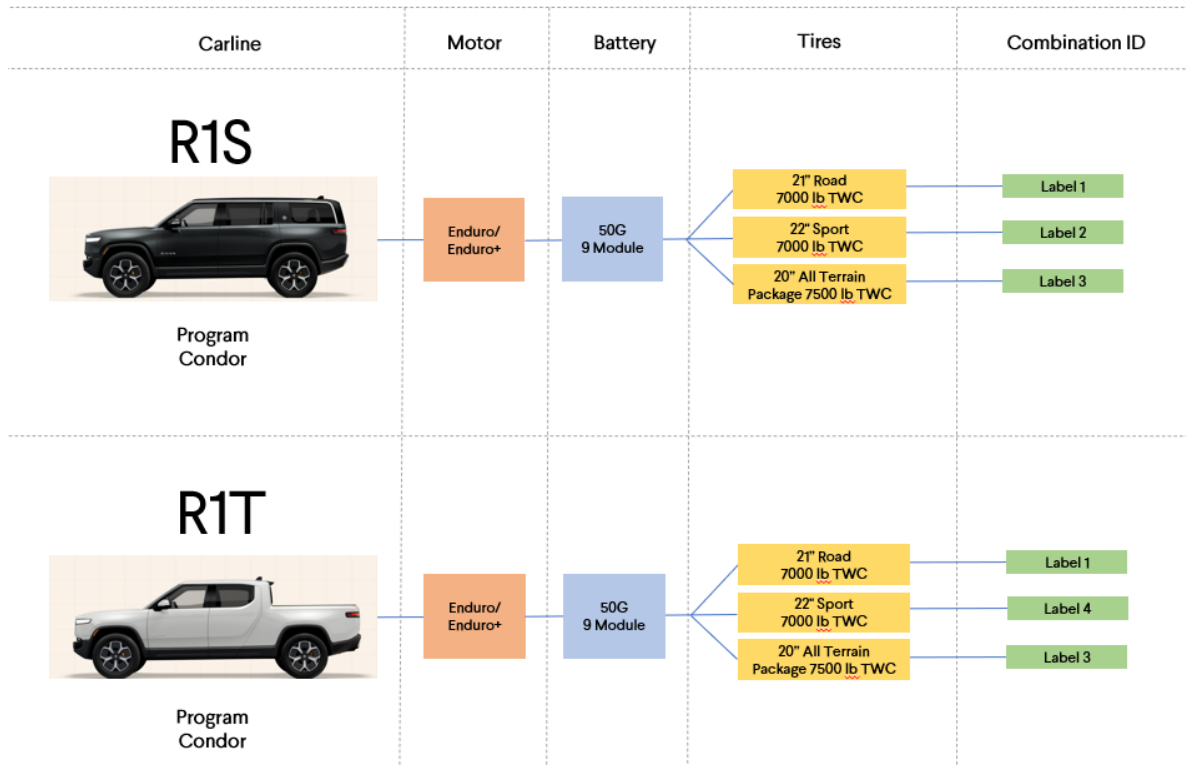 Carline
Motor
Battery
Tires
Combination ID
R1S
Program
Condor
Enduro/
Enduro+
50G
9 Module
21" Road
7000 lb TWC
22" Sport
7000 lb TWC
20" All Terrain
Package 7500 lb TWC
Label 1
Label 2
Label 3
R1T
Program
Condor
Enduro/
Enduro+
50G
9 Module
21" Road
7000 lb TWC
22" Sport
7000 lb TWC
20" All Terrain
Package 7500 lb TWC
Label 1
Label 4
Label 3